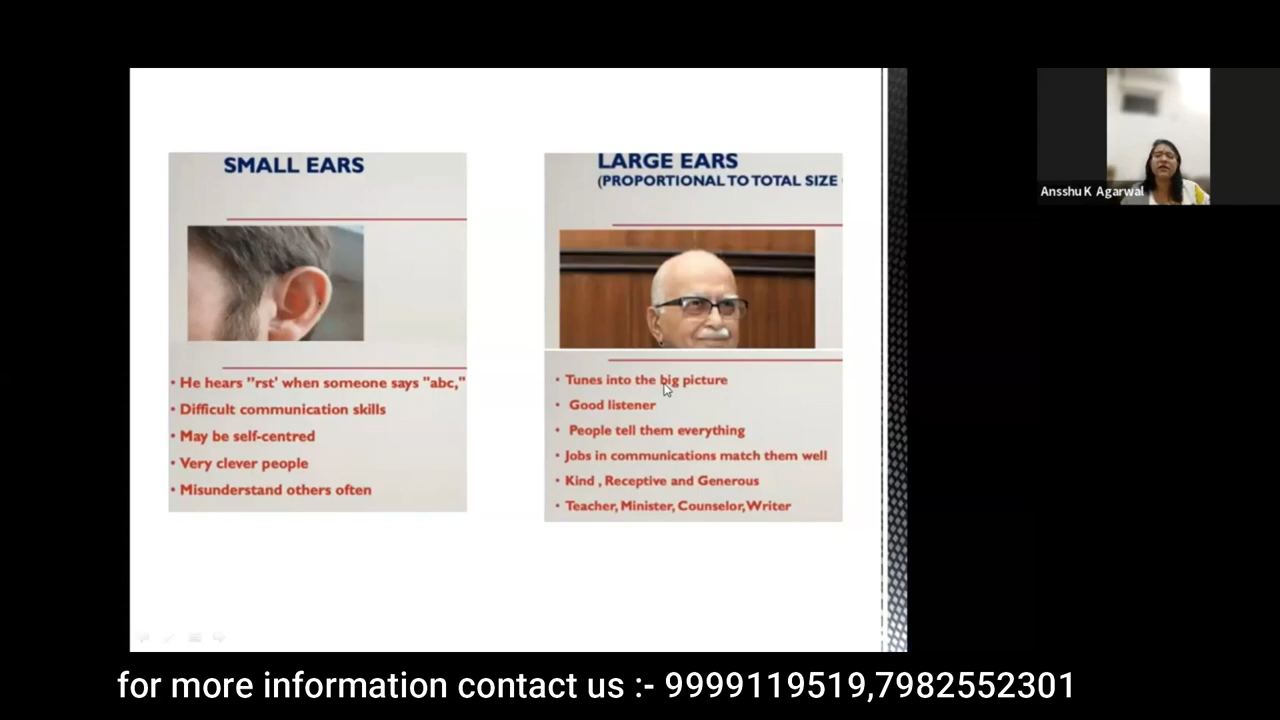 SMALL EARS
• He hears "rst' when someone says "abc,"
• Difficult communication skills
• May be self-centred
• Very clever people
• Misunderstand others often
LARGE EARS
(PROPORTIONAL TO TOTAL SIZE
• Tunes into the big picture
• Good listener
• People tell them everything
• Jobs in communications match them well
• Kind , Receptive and Generous
• Teacher, Minister, Counselor, Writer
Ansshu K Agarwal
for more information contact us :- 9999119519,7982552301